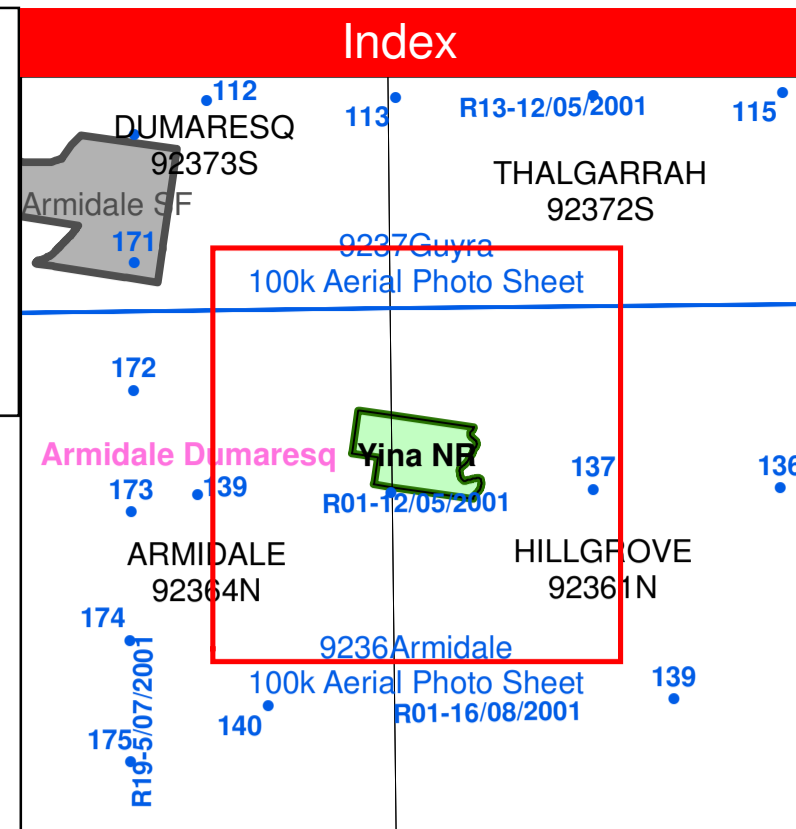 Index
112
113
R13-12/05/2001
115
DUMARESQ
92373S
THALGARRAH
92372S
Armidale SF
171
9237Guyra
100k Aerial Photo Sheet
172
Armidale Dumaresq
Yina NR
173
139
137
136
R01-12/05/2001
ARMIDALE
92364N
HILLGROVE
92361N
174
9236Armidale
100k Aerial Photo Sheet
139
R19-5/07/2001
175
140
R01-16/08/2001